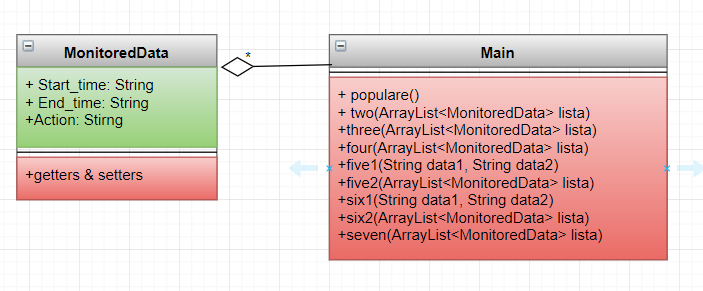 MonitoredData
+ Start_time: String
+ End_time: String
+Action: Stirng
+getters & setters
*
Main
+ populare()
+ two(ArrayList<MonitoredData> lista)
+three(ArrayList<MonitoredData> lista)
+four(ArrayList<MonitoredData> lista)
+five1(String data1, String data2)
+five2(ArrayList<MonitoredData> lista)
+six1(String data1, String data2)
+six2(ArrayList<MonitoredData> lista)
+seven(ArrayList<MonitoredData> lista)